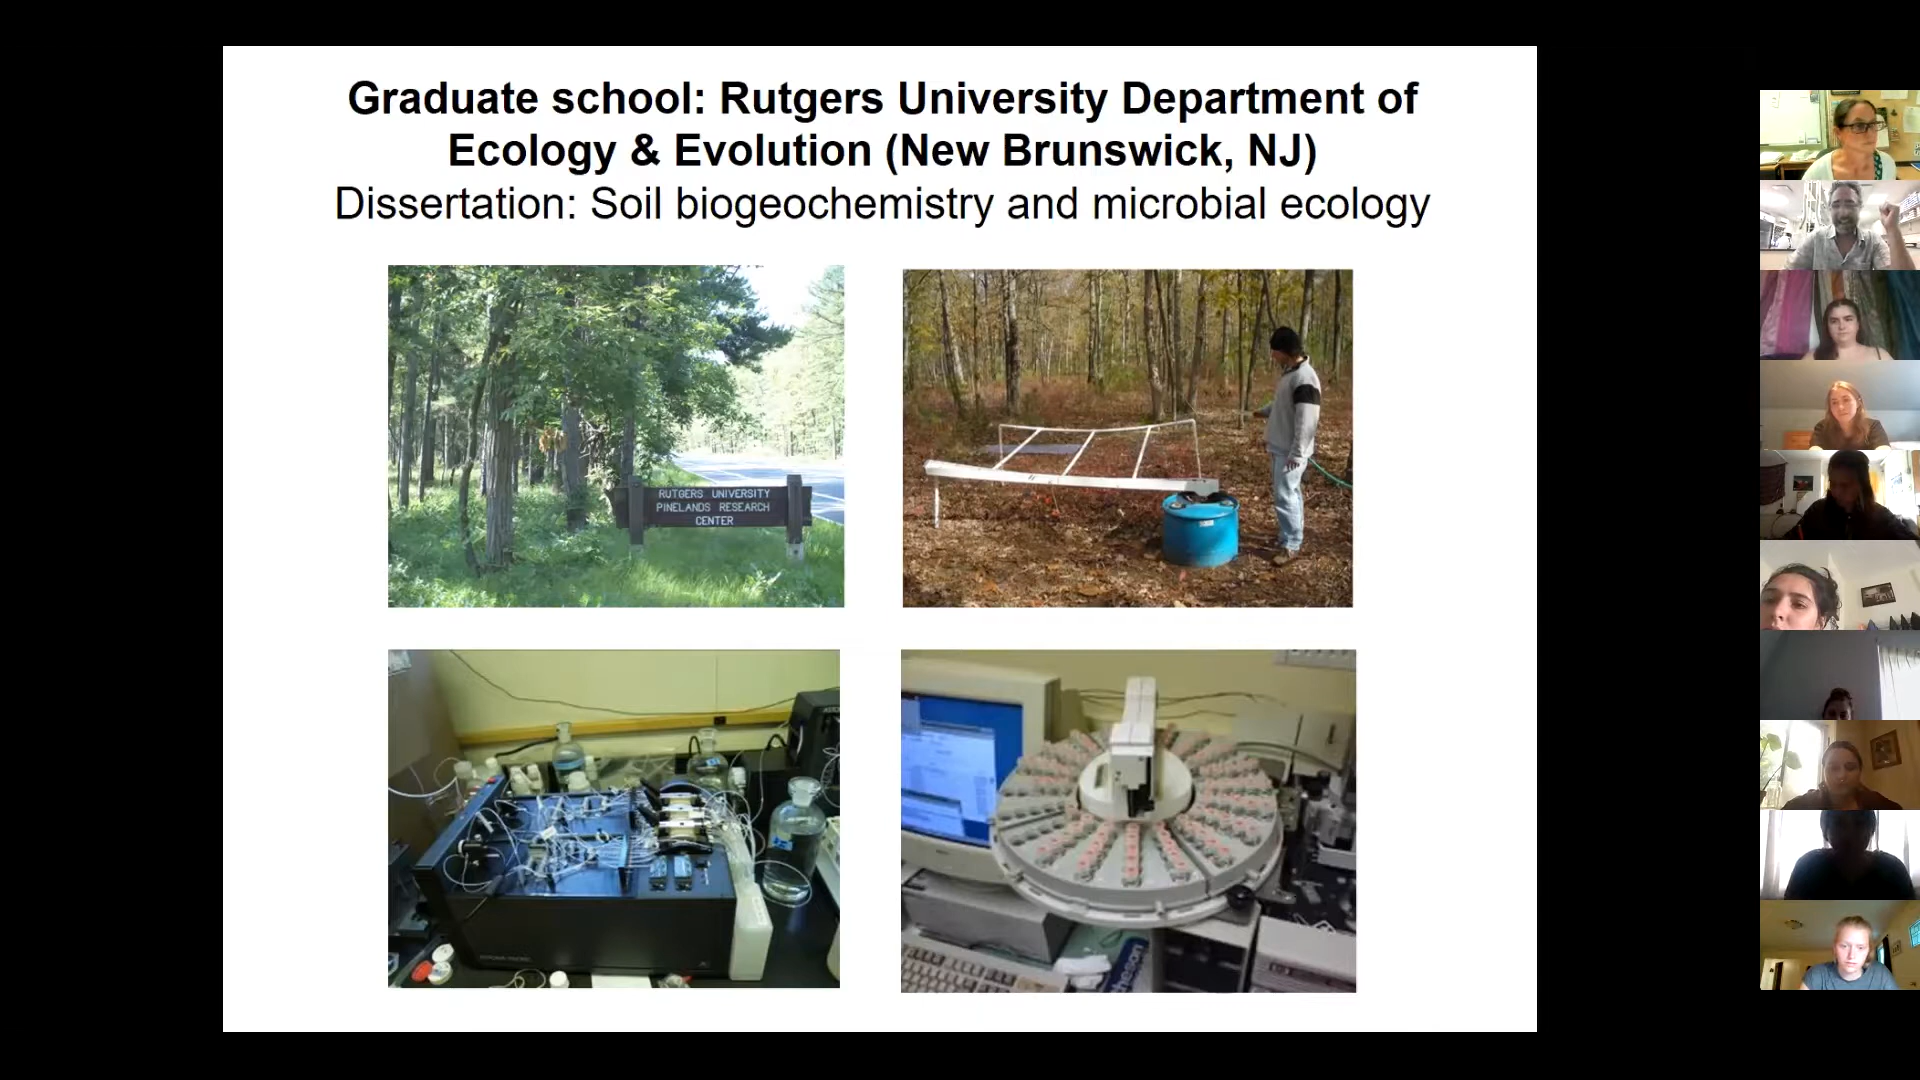 Graduate school: Rutgers University Department of
Ecology & Evolution (New Brunswick, NJ)
Dissertation: Soil biogeochemistry and microbial ecology
RUTGERS UNIVERSITY
PINELANDS RESEARCH
CENTER